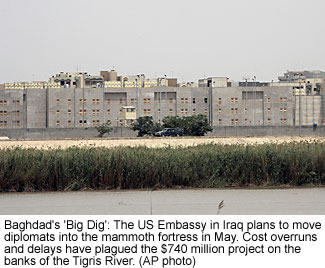 Baghdad's 'Big Dig': The US Embassy in Iraq plans to move
diplomats into the mammoth fortress in May. Cost overruns
and delays have plagued the $740 million project on the
banks of the Tigris River. (AP photo)